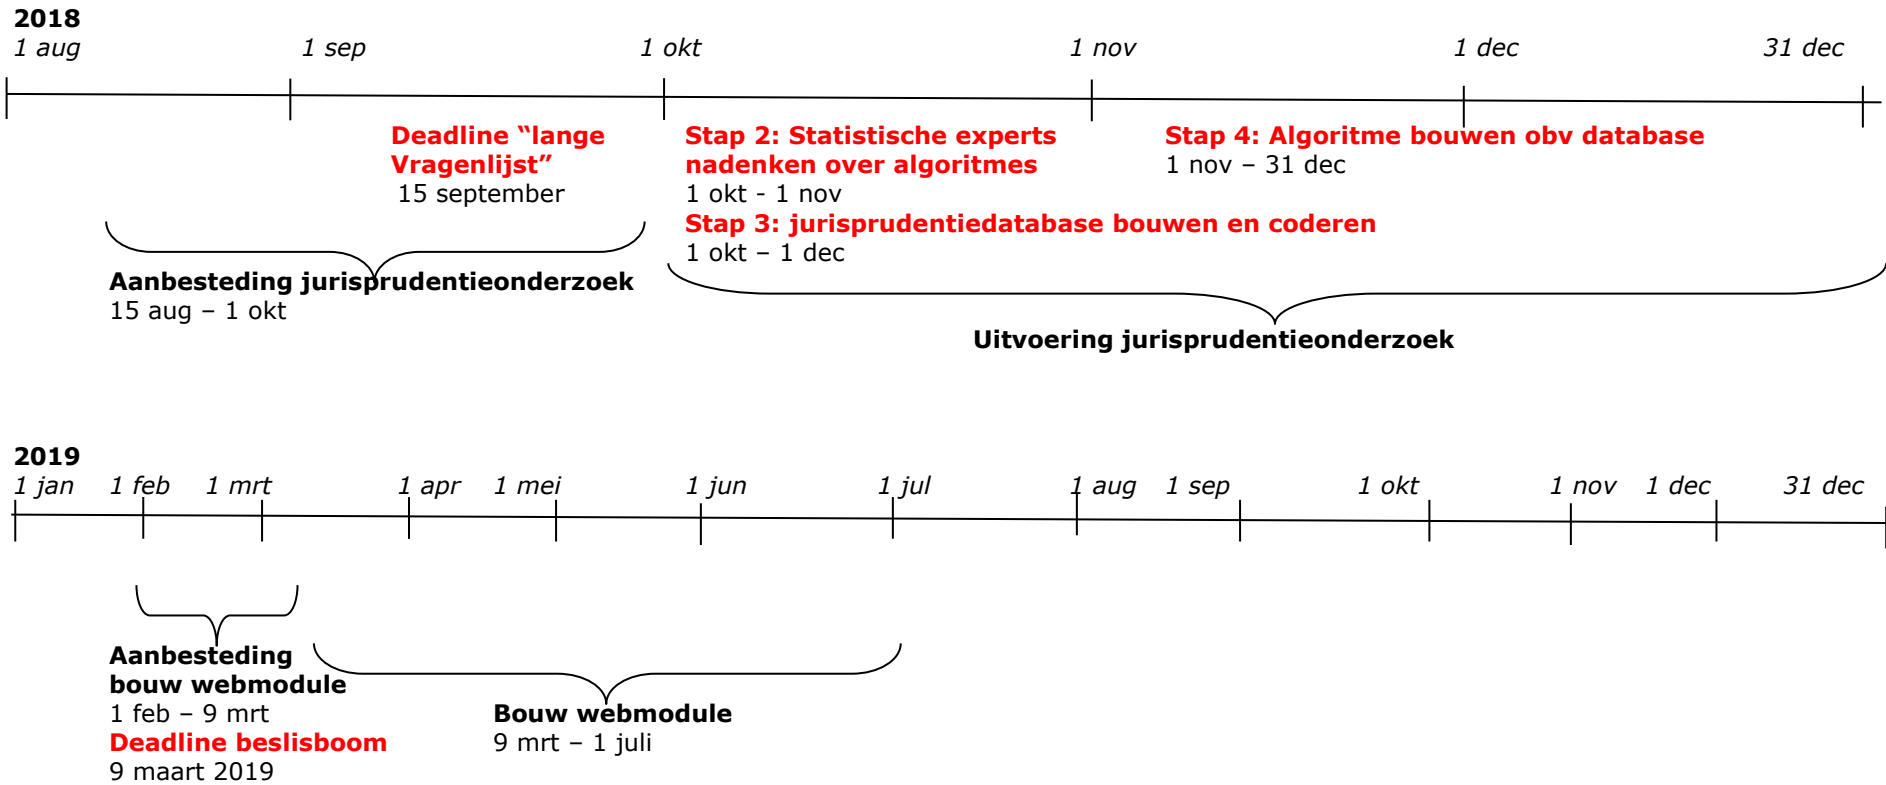 2018
1 aug 1 sep 1 okt 1 nov 1 dec 31 dec
Deadline “lange
Vragenlijst”
15 september
Stap 2: Statistische experts
nadenken over algoritmes
1 okt - 1 nov
Stap 3: jurisprudentiedatabase bouwen en coderen
1 okt – 1 dec
Stap 4: Algoritme bouwen obv database
1 nov – 31 dec
Aanbesteding jurisprudentieonderzoek
15 aug – 1 okt
Uitvoering jurisprudentieonderzoek
2019
1 jan 1 feb 1 mrt 1 apr 1 mei 1 jun 1 jul 1 aug 1 sep 1 okt 1 nov 1 dec 31 dec
Aanbesteding
bouw webmodule
1 feb – 9 mrt
Deadline beslisboom
9 maart 2019
Bouw webmodule
9 mrt – 1 juli